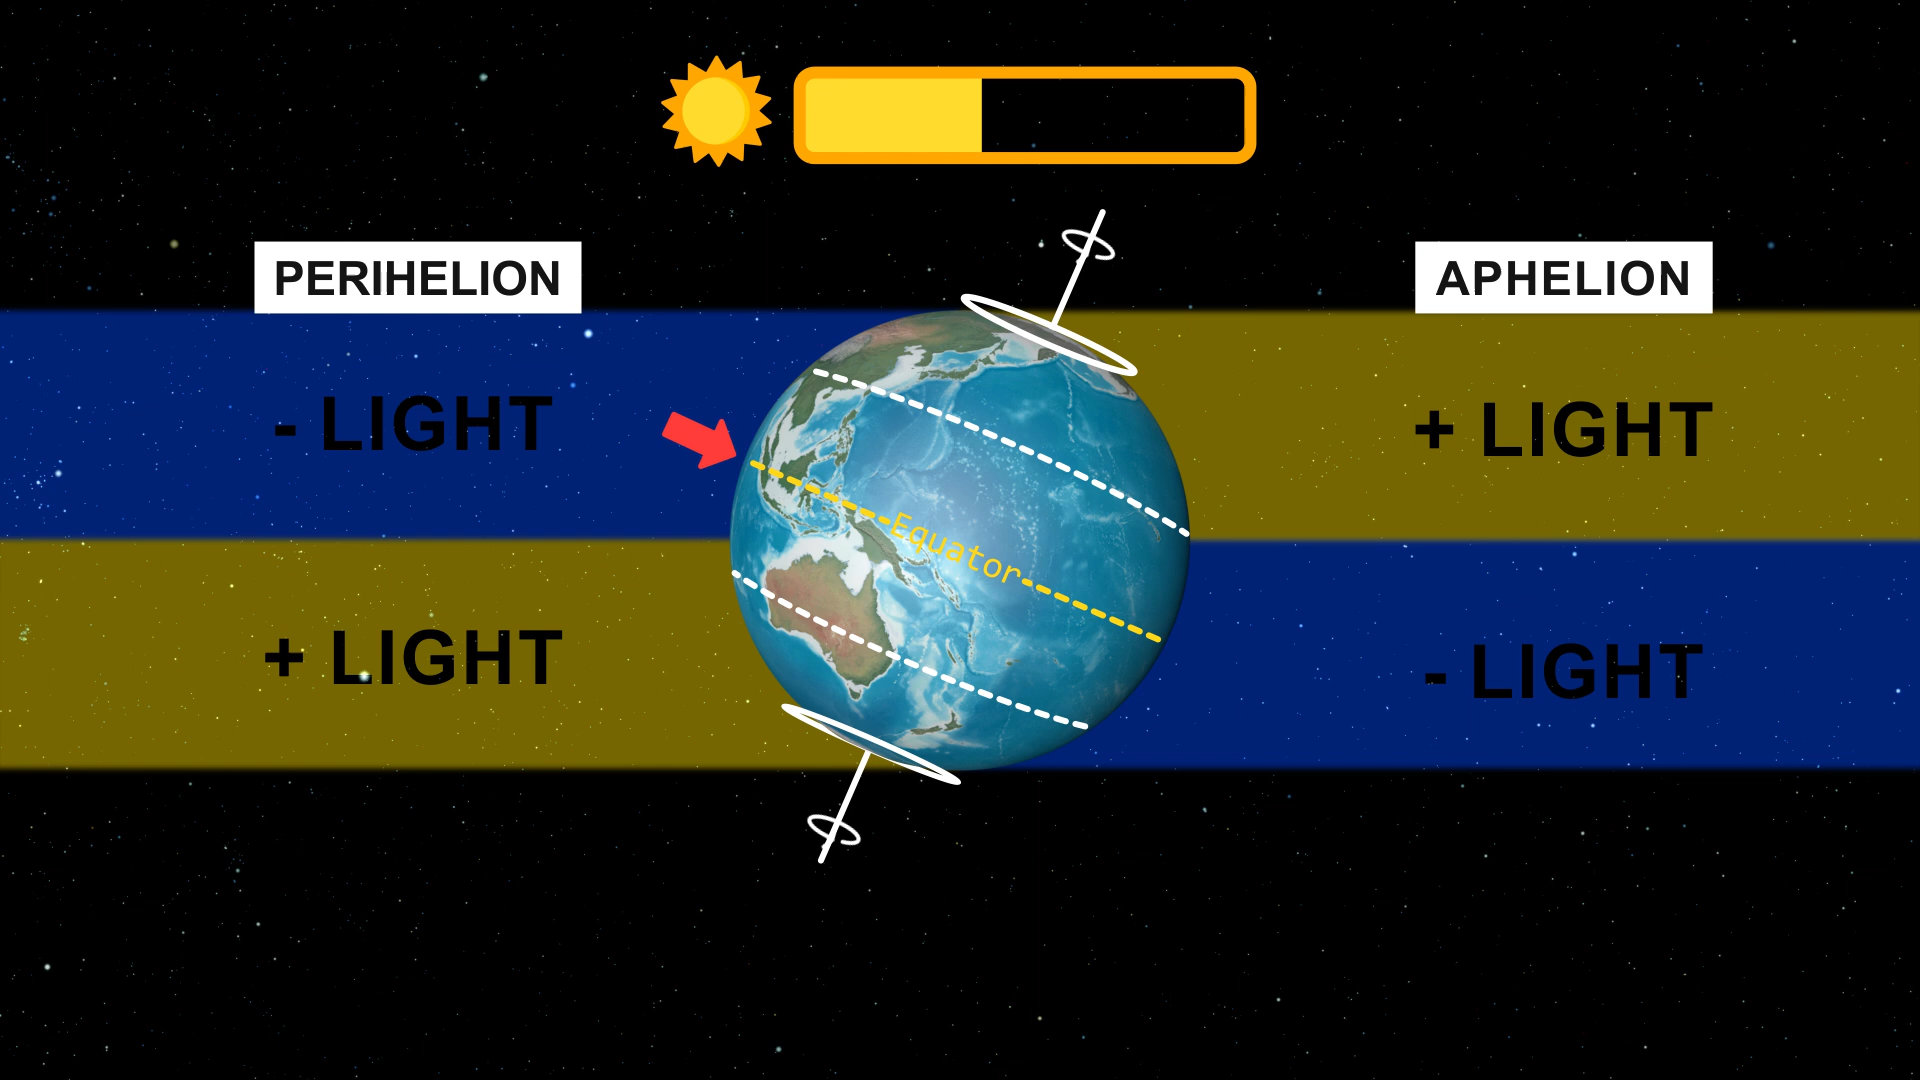 PERIHELION
APHELION
- LIGHT
+ LIGHT
Equator
+ LIGHT
- LIGHT